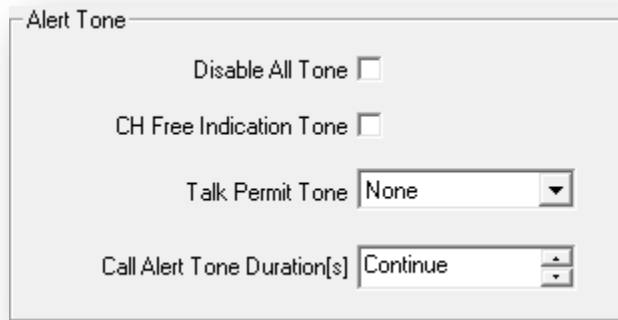 Alert Tone
Disable All Tone
CH Free Indication Tone
Talk Permit Tone None
Call Alert Tone Duration[s] Continue